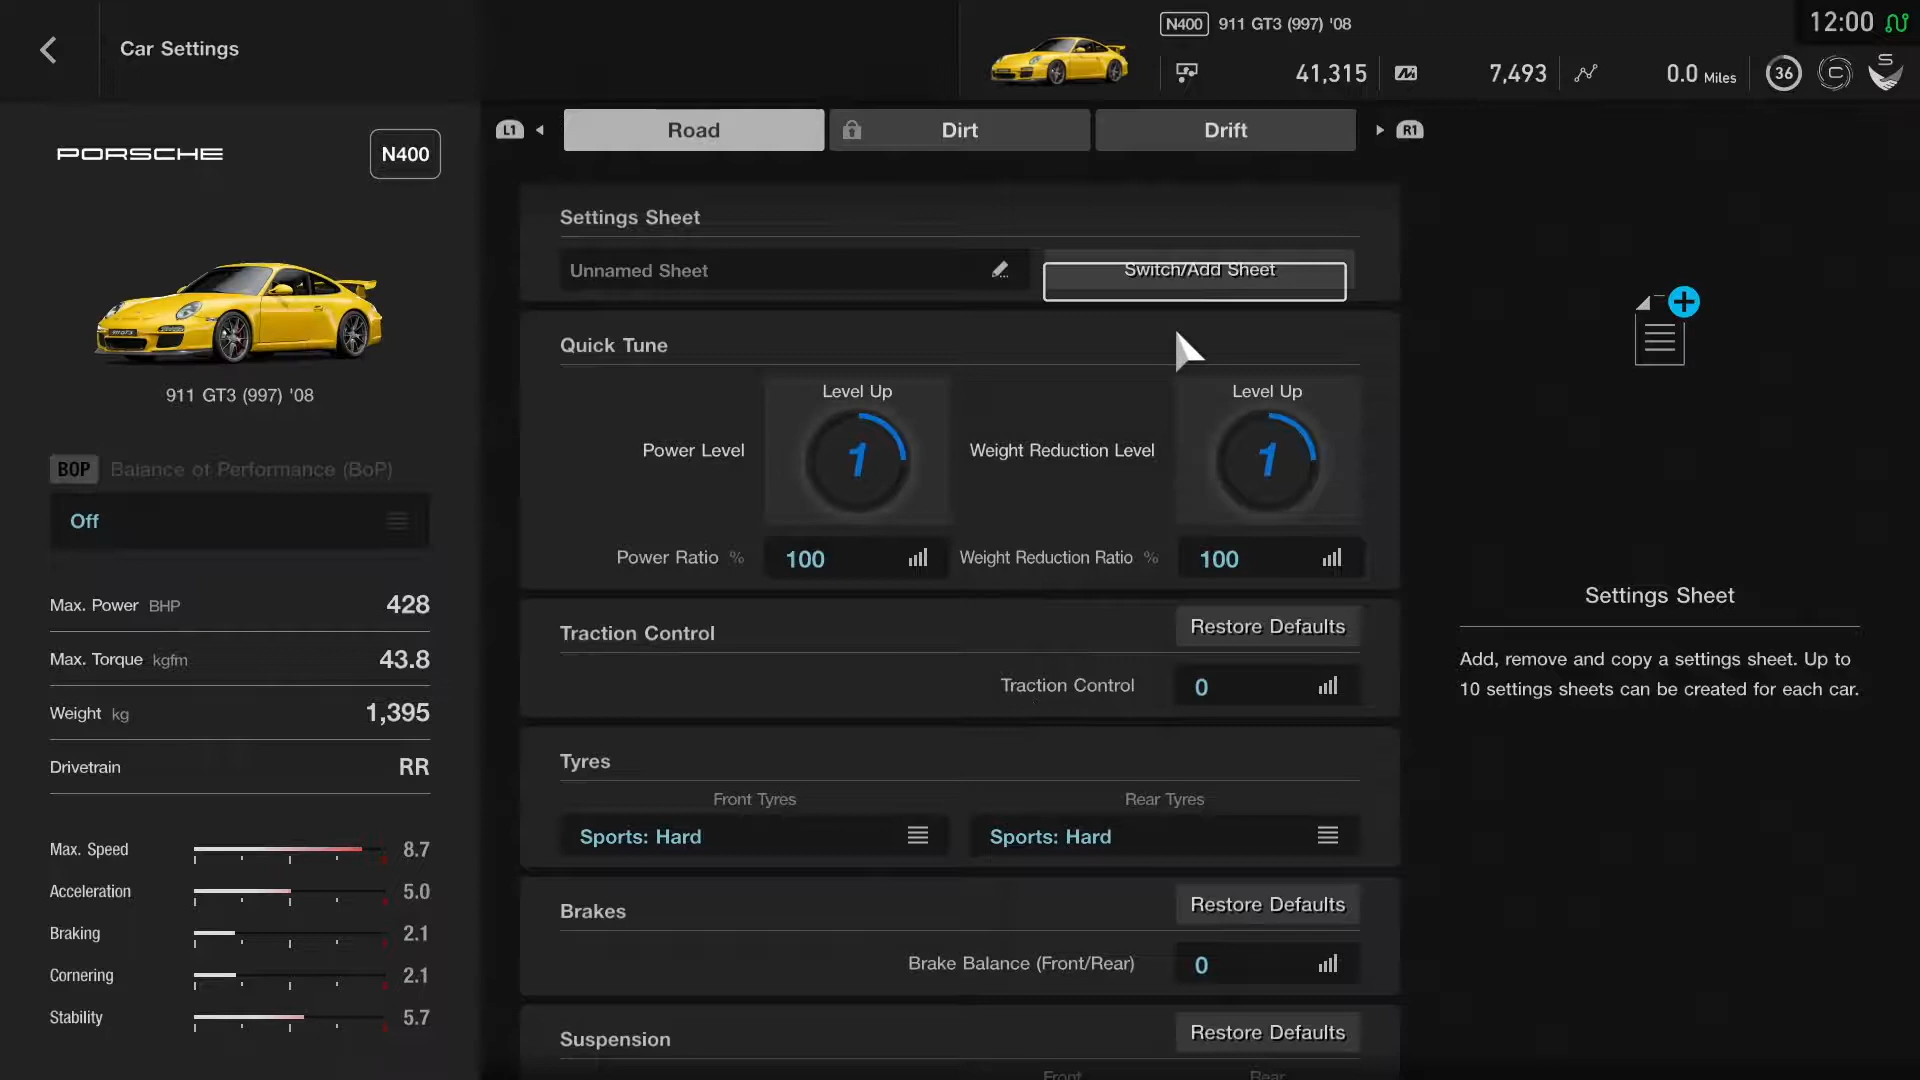 Car Settings
N400 911 GT3 (997) '08
12:00
41,315
7,493
0.0 Miles
36
C
S
PORSCHE
N400
911 GT3 (997) '08
BOP Balance of Performance (BoP)
Off
Max. Power BHP 428
Max. Torque kgfm 43.8
Weight kg 1,395
Drivetrain RR
Max. Speed 8.7
Acceleration 5.0
Braking 2.1
Cornering 2.1
Stability 5.7
L1 Road Dirt Drift R1
Settings Sheet
Unnamed Sheet
Switch/Add Sheet
Quick Tune
Level Up
Level Up
Power Level 1
Weight Reduction Level 1
Power Ratio % 100
Weight Reduction Ratio % 100
Traction Control
Restore Defaults
Traction Control 0
Tyres
Front Tyres
Rear Tyres
Sports: Hard
Sports: Hard
Brakes
Restore Defaults
Brake Balance (Front/Rear) 0
Suspension
Restore Defaults
Front
Rear
Settings Sheet
Add, remove and copy a settings sheet. Up to
10 settings sheets can be created for each car.